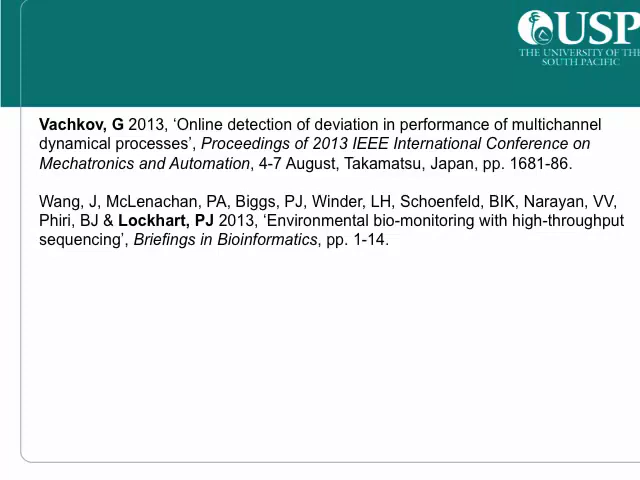 USP
THE UNIVERSITY OF THE
SOUTH PACIFIC
Vachkov, G 2013, ‘Online detection of deviation in performance of multichannel
dynamical processes’, Proceedings of 2013 IEEE International Conference on
Mechatronics and Automation, 4-7 August, Takamatsu, Japan, pp. 1681-86.
Wang, J, McLenachan, PA, Biggs, PJ, Winder, LH, Schoenfeld, BIK, Narayan, VV,
Phiri, BJ & Lockhart, PJ 2013, ‘Environmental bio-monitoring with high-throughput
sequencing’, Briefings in Bioinformatics, pp. 1-14.